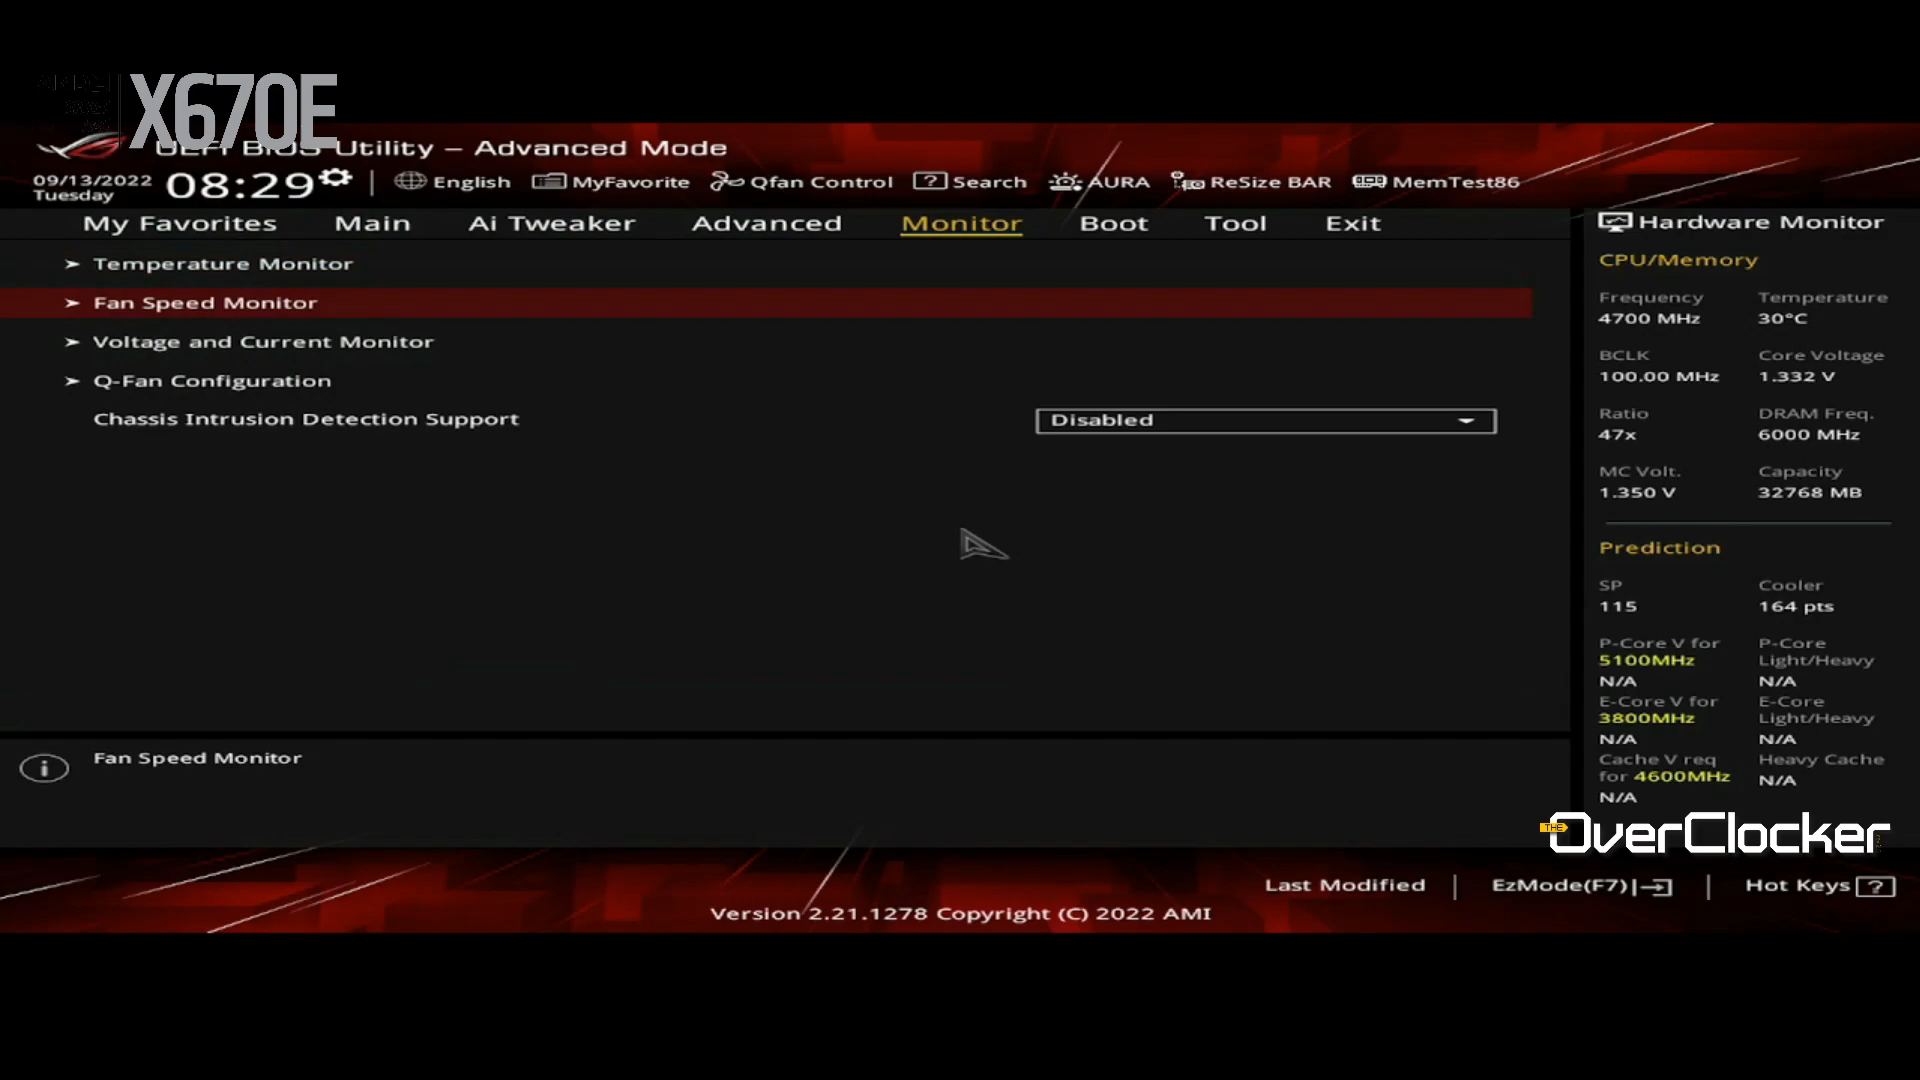 X670E
UEFI BIOS Utility – Advanced Mode
09/13/2022
Tuesday
08:29
English
MyFavorite
Qfan Control
Search
AURA
ReSize BAR
MemTest86
My Favorites
Main
Ai Tweaker
Advanced
Monitor
Boot
Tool
Exit
Temperature Monitor
Fan Speed Monitor
Voltage and Current Monitor
Q-Fan Configuration
Chassis Intrusion Detection Support
Disabled
Fan Speed Monitor
Hardware Monitor
CPU/Memory
Frequency Temperature
4700 MHz 30°C
BCLK Core Voltage
100.00 MHz 1.332 V
Ratio DRAM Freq.
47x 6000 MHz
MC Volt. Capacity
1.350 V 32768 MB
Prediction
SP Cooler
115 164 pts
P-Core V for P-Core
5100MHz Light/Heavy
N/A N/A
E-Core V for E-Core
3800MHz Light/Heavy
N/A N/A
Cache V req Heavy Cache
for 4600MHz N/A
N/A
THE OverClocker
Last Modified
EzMode(F7)
Hot Keys ?
Version 2.21.1278 Copyright (C) 2022 AMI